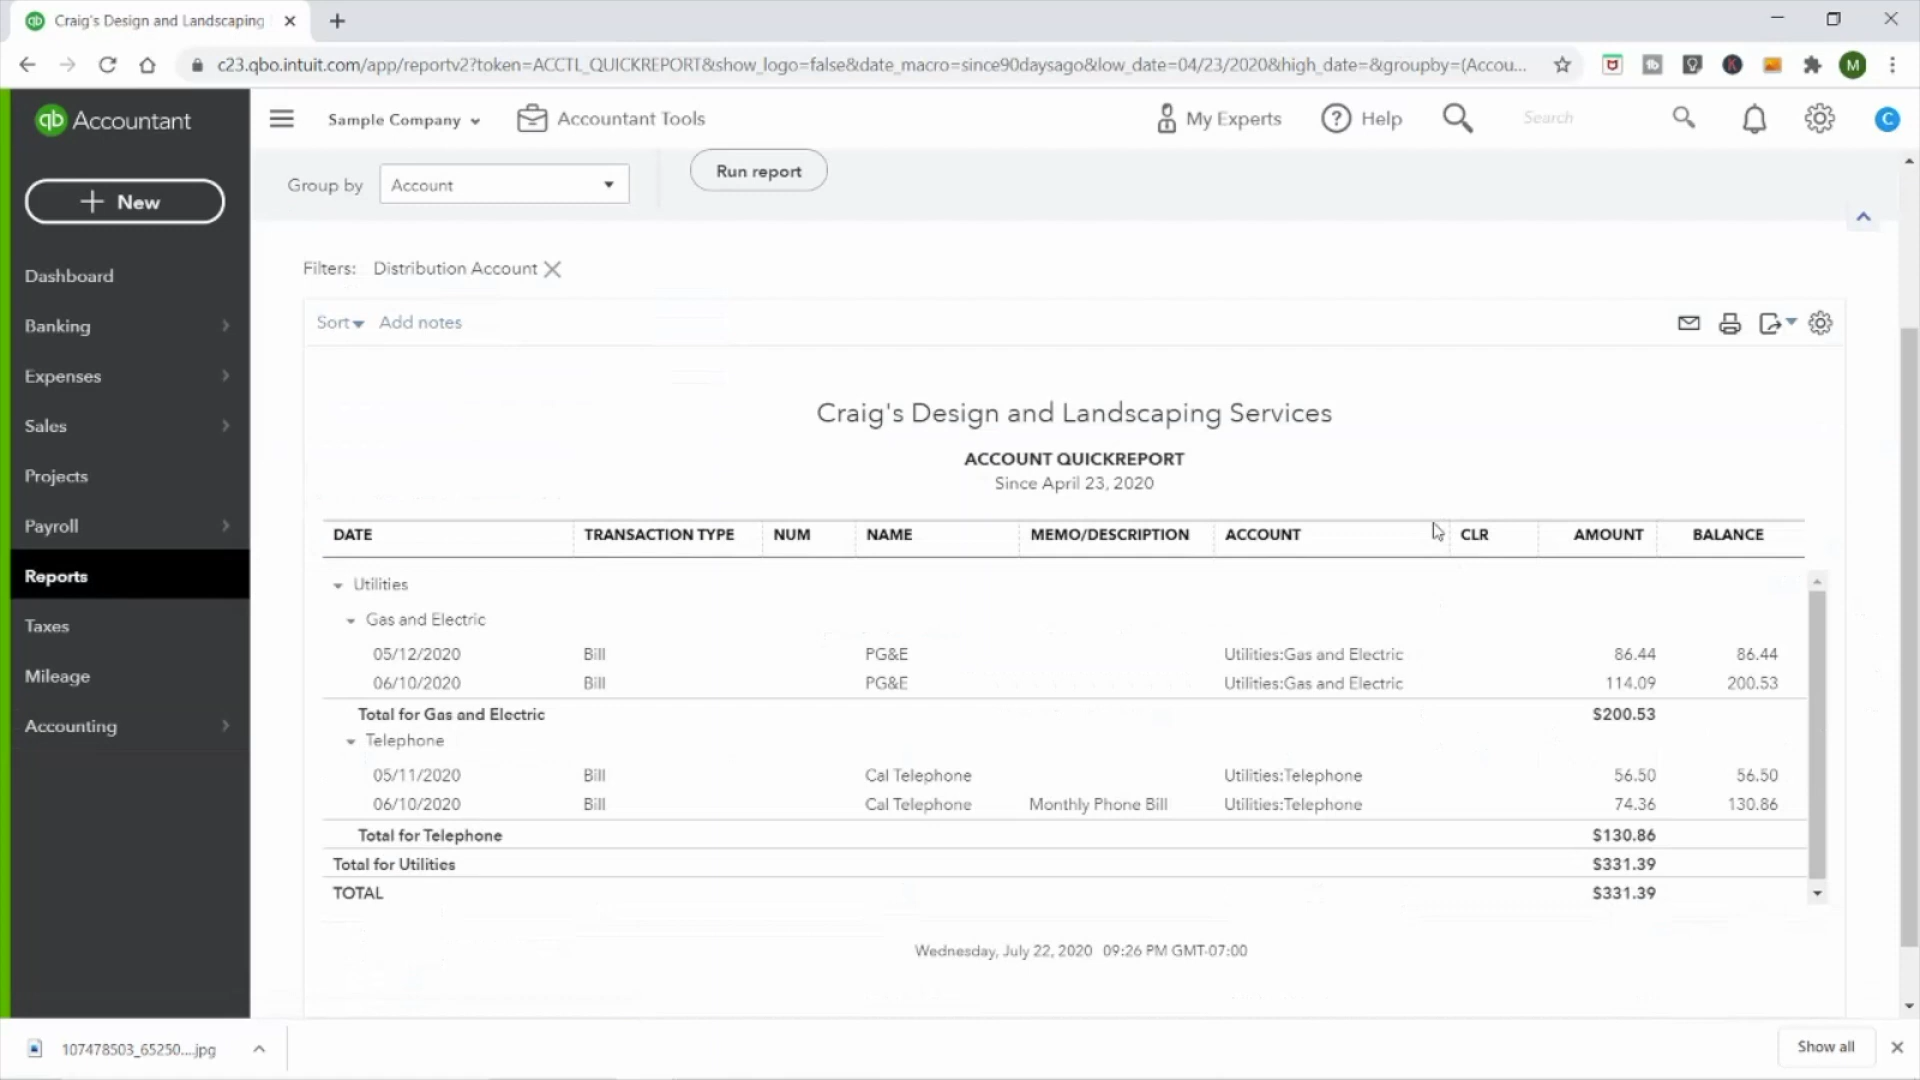 Craig's Design and Landscaping
c23.qbo.intuit.com/app/reportv2?token=ACCTL_QUICKREPORT&show_logo=false&date_macro=since90daysago&low_date=04/23/2020&high_date=&groupby=(Accou...
M
qb Accountant
Sample Company
Accountant Tools
My Experts
Help
Search
C
+ New
Group by
Account
Run report
Dashboard
Banking
Expenses
Sales
Projects
Payroll
Reports
Taxes
Mileage
Accounting
Filters: Distribution Account
Sort Add notes
Craig's Design and Landscaping Services
ACCOUNT QUICKREPORT
Since April 23, 2020
DATE TRANSACTION TYPE NUM NAME MEMO/DESCRIPTION ACCOUNT CLR AMOUNT BALANCE
Utilities
Gas and Electric
05/12/2020 Bill PG&E Utilities:Gas and Electric 86.44 86.44
06/10/2020 Bill PG&E Utilities:Gas and Electric 114.09 200.53
Total for Gas and Electric $200.53
Telephone
05/11/2020 Bill Cal Telephone Utilities:Telephone 56.50 56.50
06/10/2020 Bill Cal Telephone Monthly Phone Bill Utilities:Telephone 74.36 130.86
Total for Telephone $130.86
Total for Utilities $331.39
TOTAL $331.39
Wednesday, July 22, 2020 09:26 PM GMT-07:00
107478503_65250....jpg
Show all